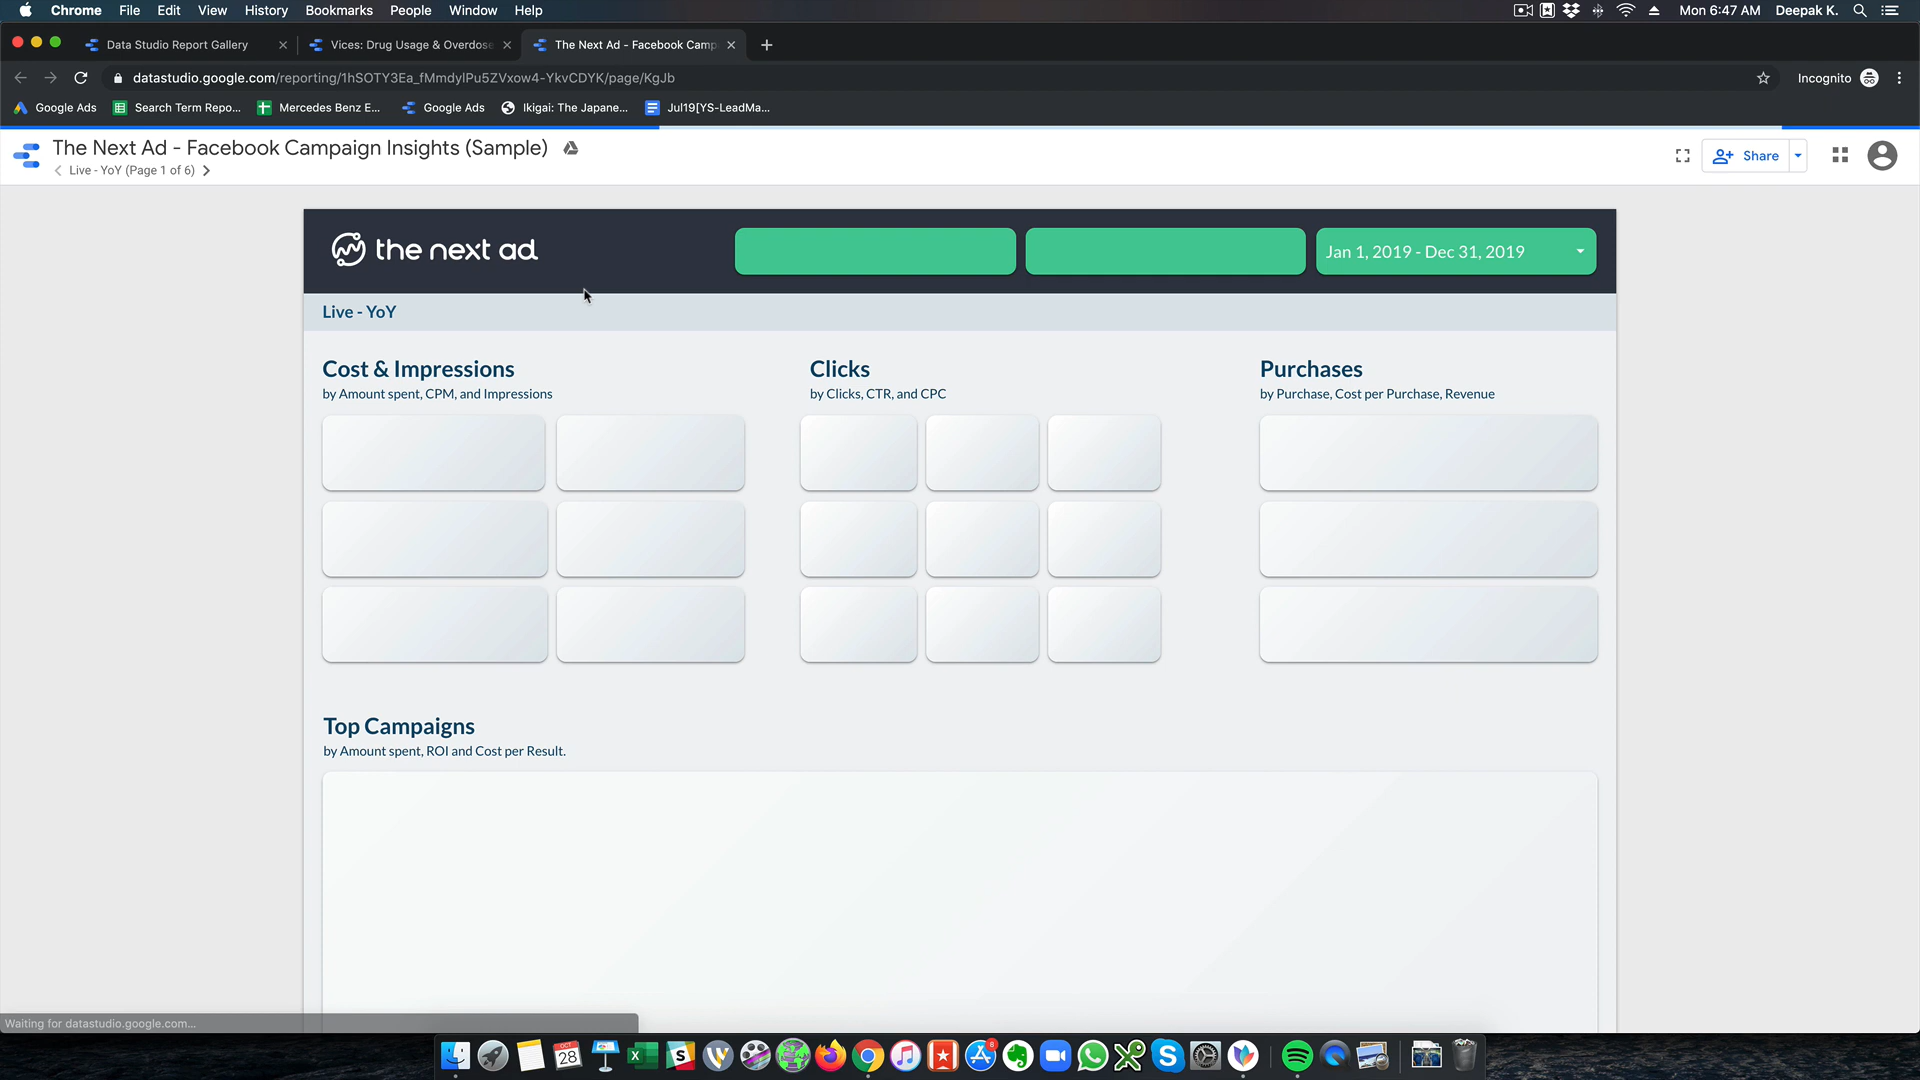 Chrome File Edit View History Bookmarks People Window Help
8 Mon 6:47 AM Deepak K.
Data Studio Report Gallery
Vices: Drug Usage & Overdose
The Next Ad - Facebook Camp
datastudio.google.com/reporting/1hSOTY3Ea_fMmdylPu5ZVxow4-YkvCDYK/page/KgJb
Incognito
Google Ads
Search Term Repo...
Mercedes Benz E...
Google Ads
Ikigai: The Japane...
Jul19[YS-LeadMa...
The Next Ad - Facebook Campaign Insights (Sample)
Live - YoY (Page 1 of 6)
Share
the next ad
Jan 1, 2019 - Dec 31, 2019
Live - YoY
Cost & Impressions
by Amount spent, CPM, and Impressions
Clicks
by Clicks, CTR, and CPC
Purchases
by Purchase, Cost per Purchase, Revenue
Top Campaigns
by Amount spent, ROI and Cost per Result.
Waiting for datastudio.google.com...
OCT
28
8